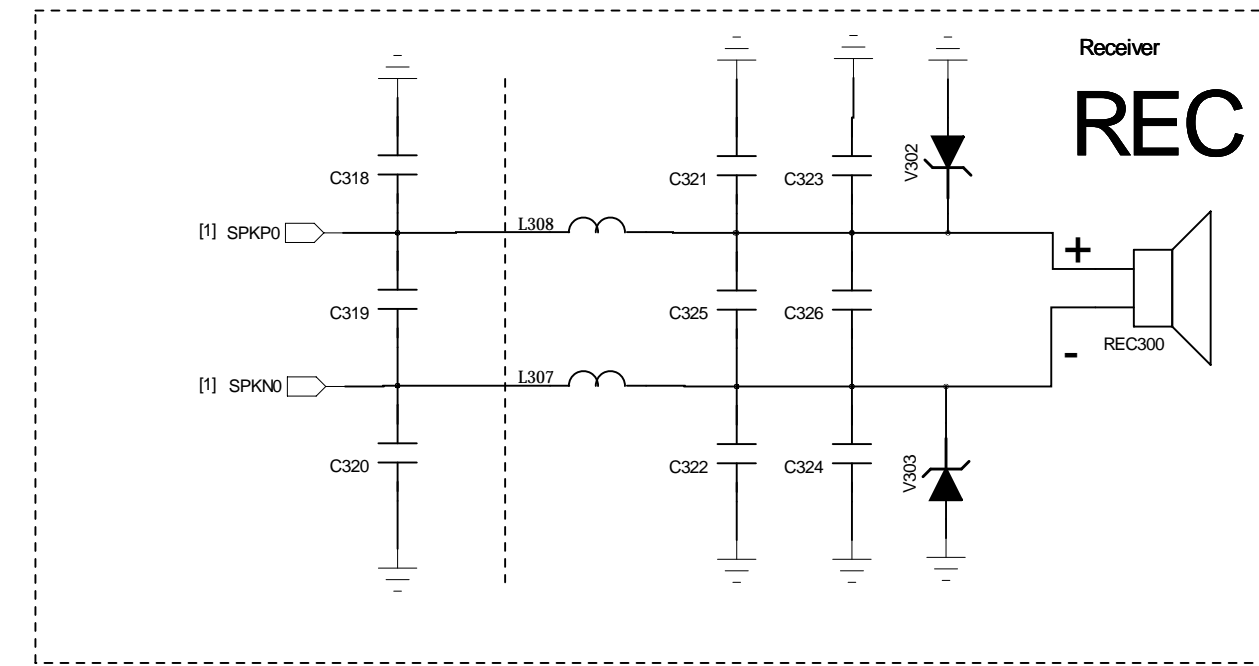 Receiver
REC
V302
C318
C321
C323
[1] SPKP0
L308
+
C319
C325
C326
REC300
-
[1] SPKN0
L307
C320
C322
C324
V303